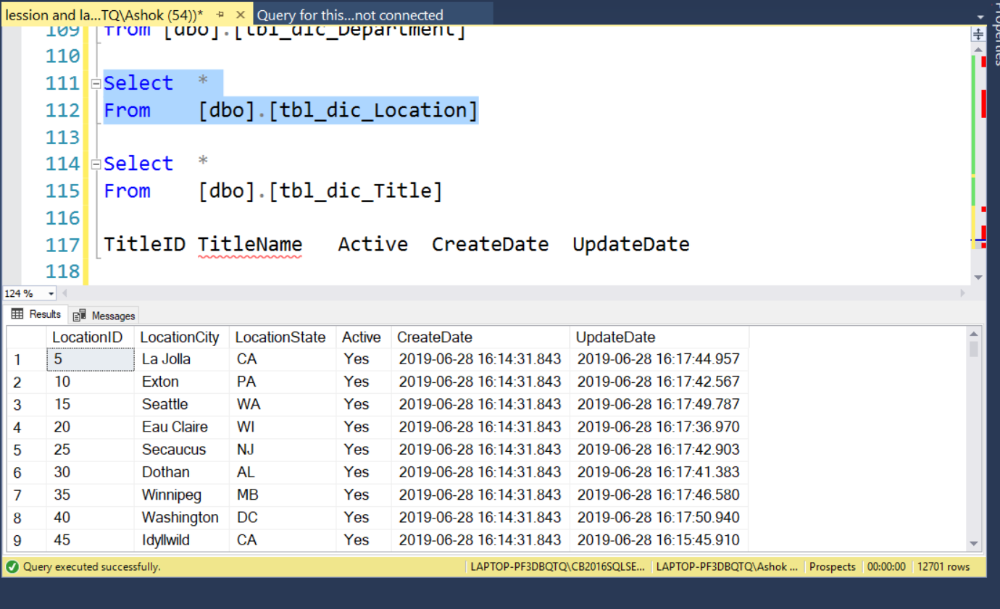 lession and la...TQ\Ashok (54))* Query for this...not connected
Properties
109 from [dbo].[tbl_dic_Department]
110
111 Select *
112 From [dbo].[tbl_dic_Location]
113
114 Select *
115 From [dbo].[tbl_dic_Title]
116
117 TitleID TitleName Active CreateDate UpdateDate
118
124 %
Results Messages
LocationID LocationCity LocationState Active CreateDate UpdateDate
1 5 La Jolla CA Yes 2019-06-28 16:14:31.843 2019-06-28 16:17:44.957
2 10 Exton PA Yes 2019-06-28 16:14:31.843 2019-06-28 16:17:42.567
3 15 Seattle WA Yes 2019-06-28 16:14:31.843 2019-06-28 16:17:49.787
4 20 Eau Claire WI Yes 2019-06-28 16:14:31.843 2019-06-28 16:17:36.970
5 25 Secaucus NJ Yes 2019-06-28 16:14:31.843 2019-06-28 16:17:42.903
6 30 Dothan AL Yes 2019-06-28 16:14:31.843 2019-06-28 16:17:41.383
7 35 Winnipeg MB Yes 2019-06-28 16:14:31.843 2019-06-28 16:17:46.580
8 40 Washington DC Yes 2019-06-28 16:14:31.843 2019-06-28 16:17:50.940
9 45 Idyllwild CA Yes 2019-06-28 16:14:31.843 2019-06-28 16:15:45.910
Query executed successfully. LAPTOP-PF3DBQTQ\CB2016SQLSE... LAPTOP-PF3DBQTQ\Ashok ... Prospects 00:00:00 12701 rows